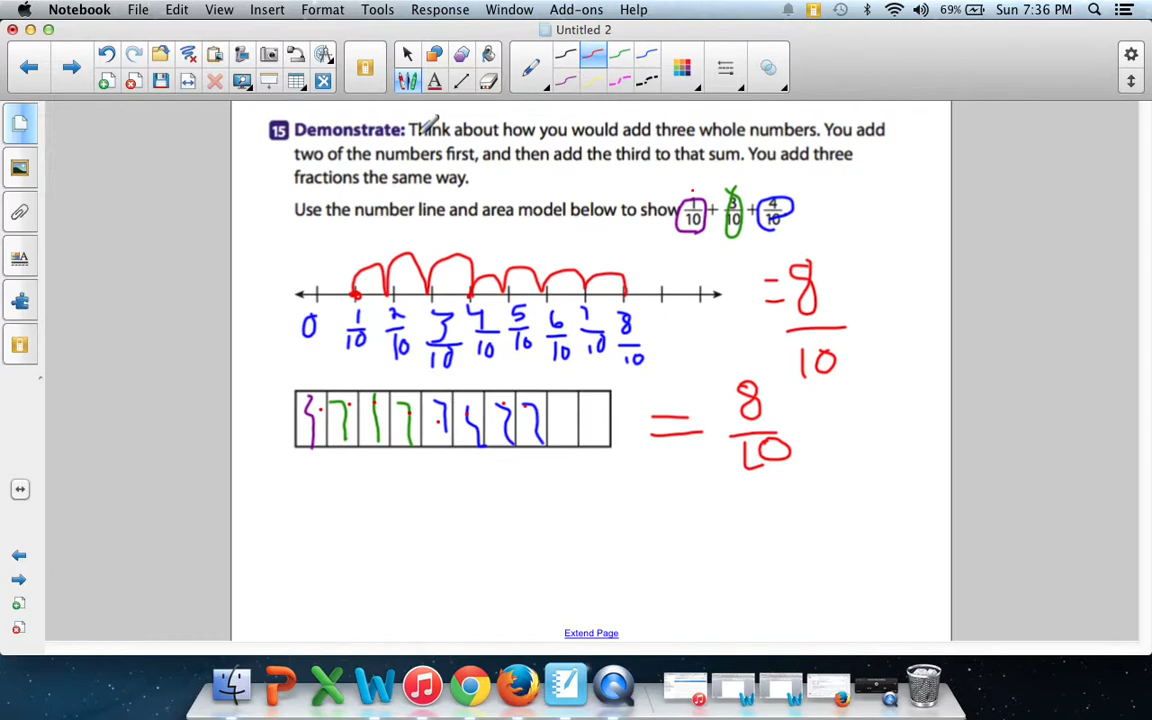 Notebook File Edit View Insert Format Tools Response Window Add-ons Help 69% Sun 7:36 PM
Untitled 2
15 Demonstrate: Think about how you would add three whole numbers. You add
two of the numbers first, and then add the third to that sum. You add three
fractions the same way.
Use the number line and area model below to show 1/10 + 3/10 + 4/10
= 8/10
0 1/10 2/10 3/10 4/10 5/10 6/10 7/10 8/10
= 8/10
Extend Page